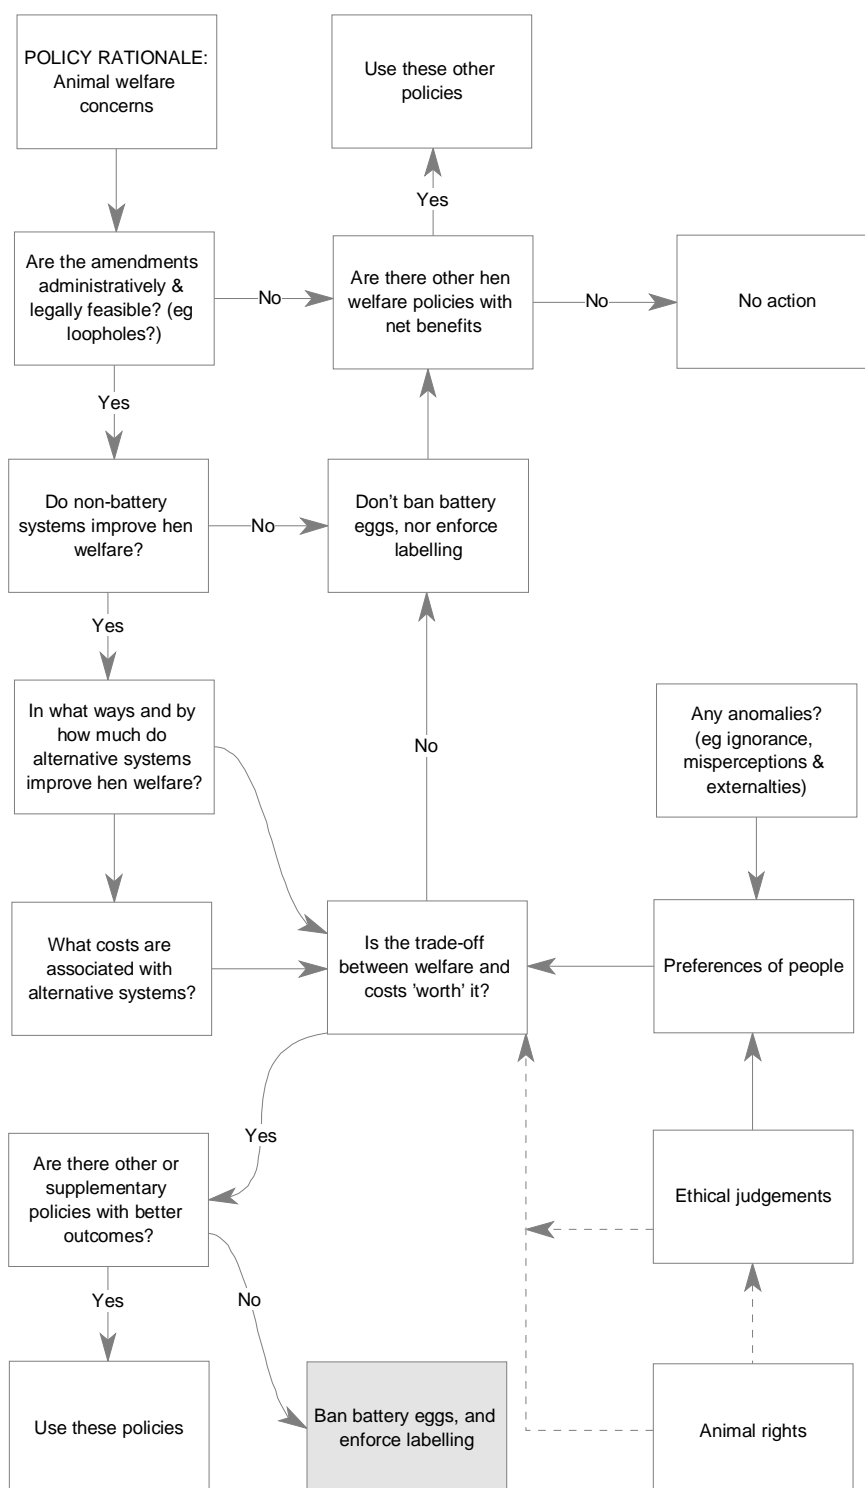 POLICY RATIONALE:
Animal welfare
concerns
Use these other
policies
Yes
Are the amendments
administratively &
legally feasible? (eg
loopholes?)
No
Are there other hen
welfare policies with
net benefits
No
No action
Yes
Do non-battery
systems improve hen
welfare?
No
Don't ban battery
eggs, nor enforce
labelling
Yes
In what ways and by
how much do
alternative systems
improve hen welfare?
No
Any anomalies?
(eg ignorance,
misperceptions &
externalties)
What costs are
associated with
alternative systems?
Is the trade-off
between welfare and
costs 'worth' it?
Preferences of people
Yes
Are there other or
supplementary
policies with better
outcomes?
Ethical judgements
Yes
No
Use these policies
Ban battery eggs, and
enforce labelling
Animal rights